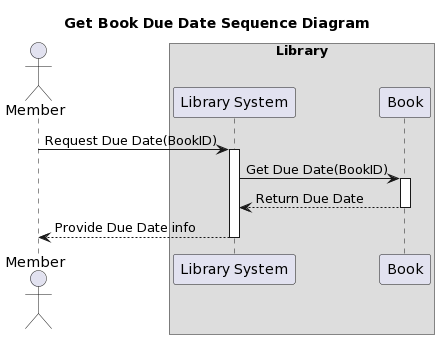 Get Book Due Date Sequence Diagram
Library
Member
Library System
Book
Request Due Date(BookID)
Get Due Date(BookID)
Return Due Date
Provide Due Date info
Member
Library System
Book